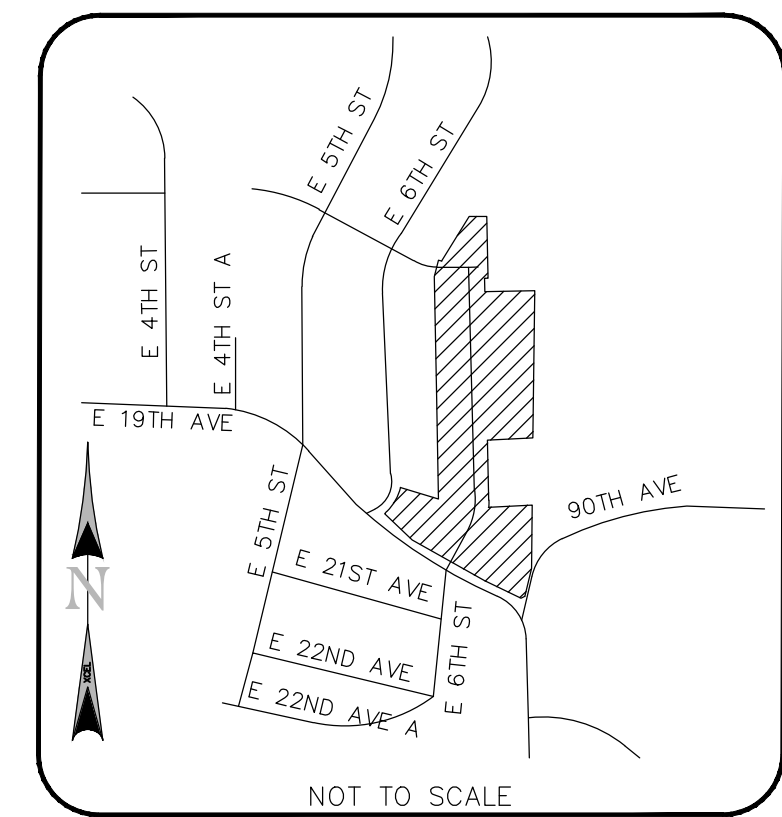 E 5TH ST
E 6TH ST
E 4TH ST
E 4TH ST A
E 19TH AVE
90TH AVE
E 5TH ST
E 21ST AVE
N
E 22ND AVE
E 6TH ST
XCEL
E 22ND AVE A
NOT TO SCALE